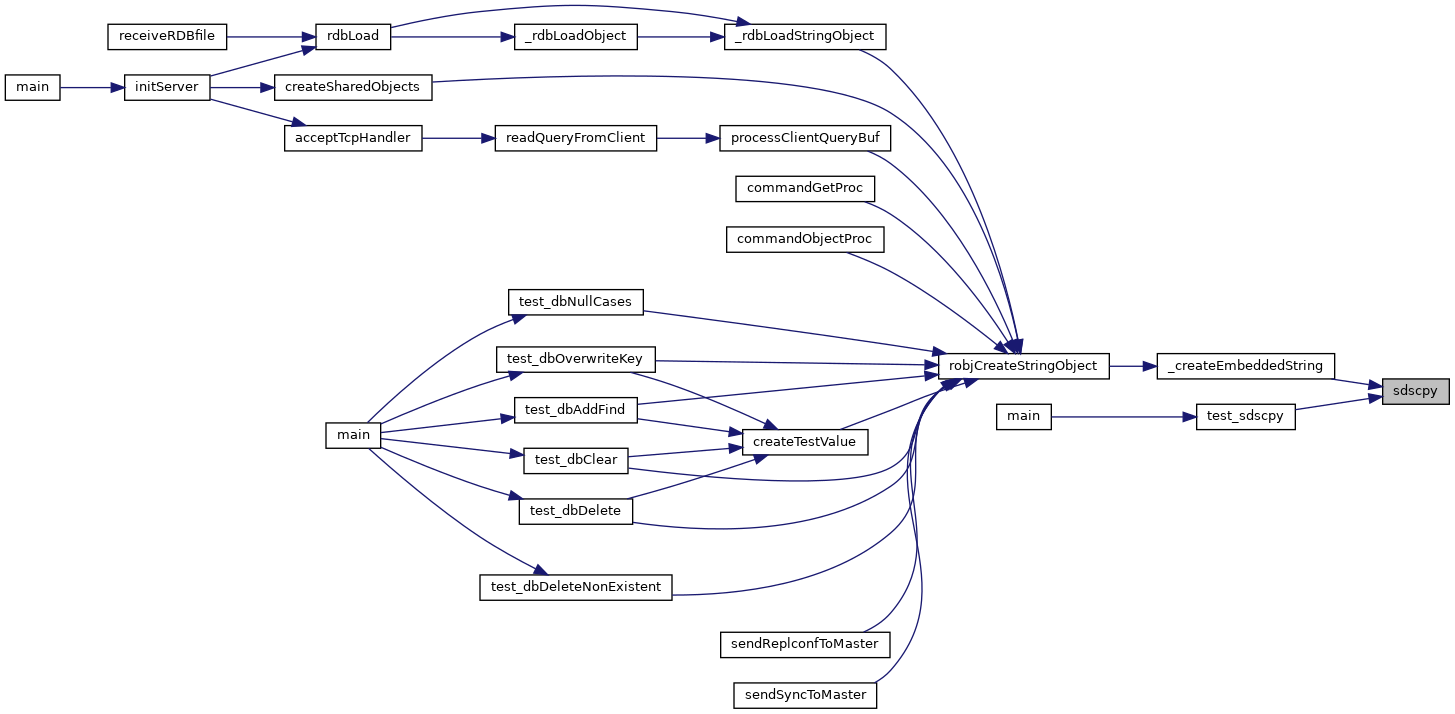 receiveRDBfile
rdbLoad
_rdbLoadObject
_rdbLoadStringObject
main
initServer
createSharedObjects
acceptTcpHandler
readQueryFromClient
processClientQueryBuf
commandGetProc
commandObjectProc
test_dbNullCases
test_dbOverwriteKey
robjCreateStringObject
_createEmbeddedString
sdscpy
test_dbAddFind
main
test_sdscpy
main
createTestValue
test_dbClear
test_dbDelete
test_dbDeleteNonExistent
sendReplconfToMaster
sendSyncToMaster